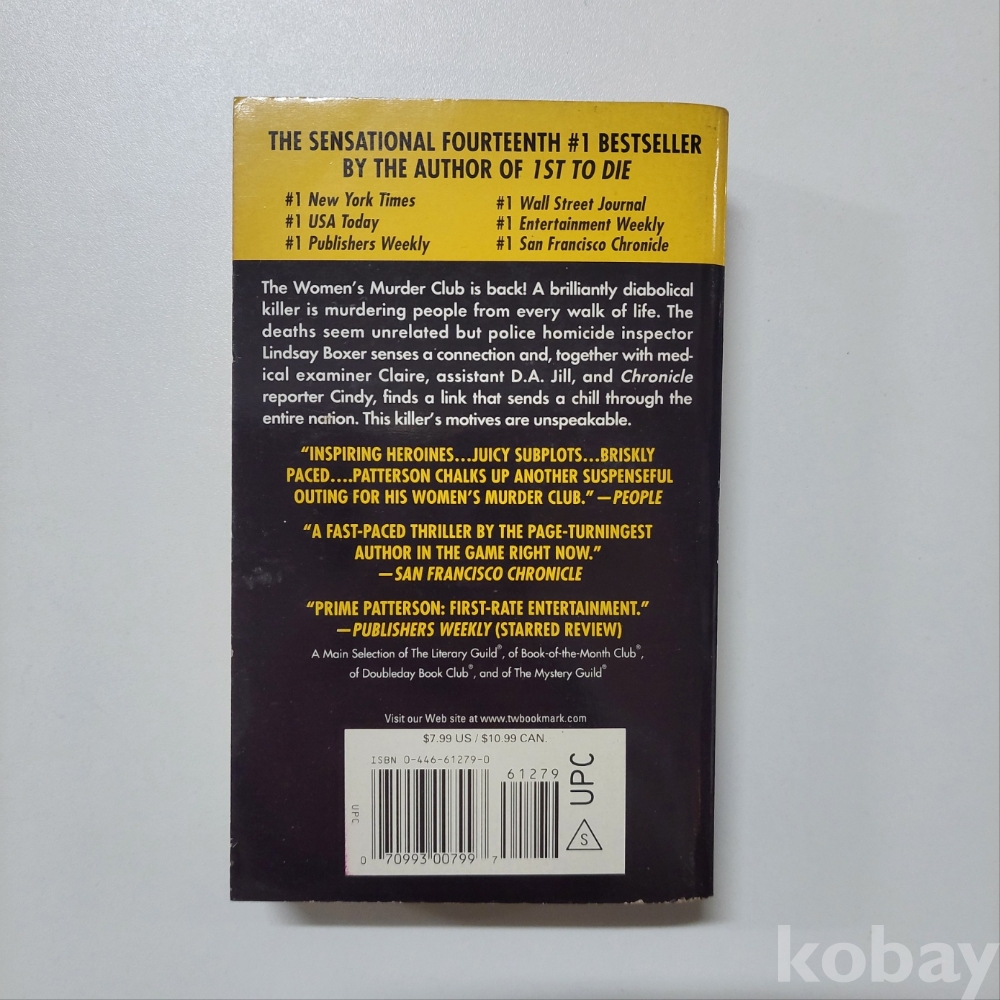 THE SENSATIONAL FOURTEENTH #1 BESTSELLER
BY THE AUTHOR OF 1ST TO DIE
#1 New York Times
#1 USA Today
#1 Publishers Weekly
#1 Wall Street Journal
#1 Entertainment Weekly
#1 San Francisco Chronicle
The Women's Murder Club is back! A brilliantly diabolical
killer is murdering people from every walk of life. The
deaths seem unrelated but police homicide inspector
Lindsay Boxer senses a connection and, together with med-
ical examiner Claire, assistant D.A. Jill, and Chronicle
reporter Cindy, finds a link that sends a chill through the
entire nation. This killer's motives are unspeakable.
"INSPIRING HEROINES...JUICY SUBPLOTS...BRISKLY
PACED....PATTERSON CHALKS UP ANOTHER SUSPENSEFUL
OUTING FOR HIS WOMEN'S MURDER CLUB." —PEOPLE
"A FAST-PACED THRILLER BY THE PAGE-TURNINGEST
AUTHOR IN THE GAME RIGHT NOW."
—SAN FRANCISCO CHRONICLE
"PRIME PATTERSON: FIRST-RATE ENTERTAINMENT."
—PUBLISHERS WEEKLY (STARRED REVIEW)
A Main Selection of The Literary Guild®, of Book-of-the-Month Club®,
of Doubleday Book Club®, and of The Mystery Guild®
Visit our Web site at www.twbookmark.com
$7.99 US / $10.99 CAN.
ISBN 0-446-61279-0
61279
UPC
UPC
S
0 70993 00799 7
kobay